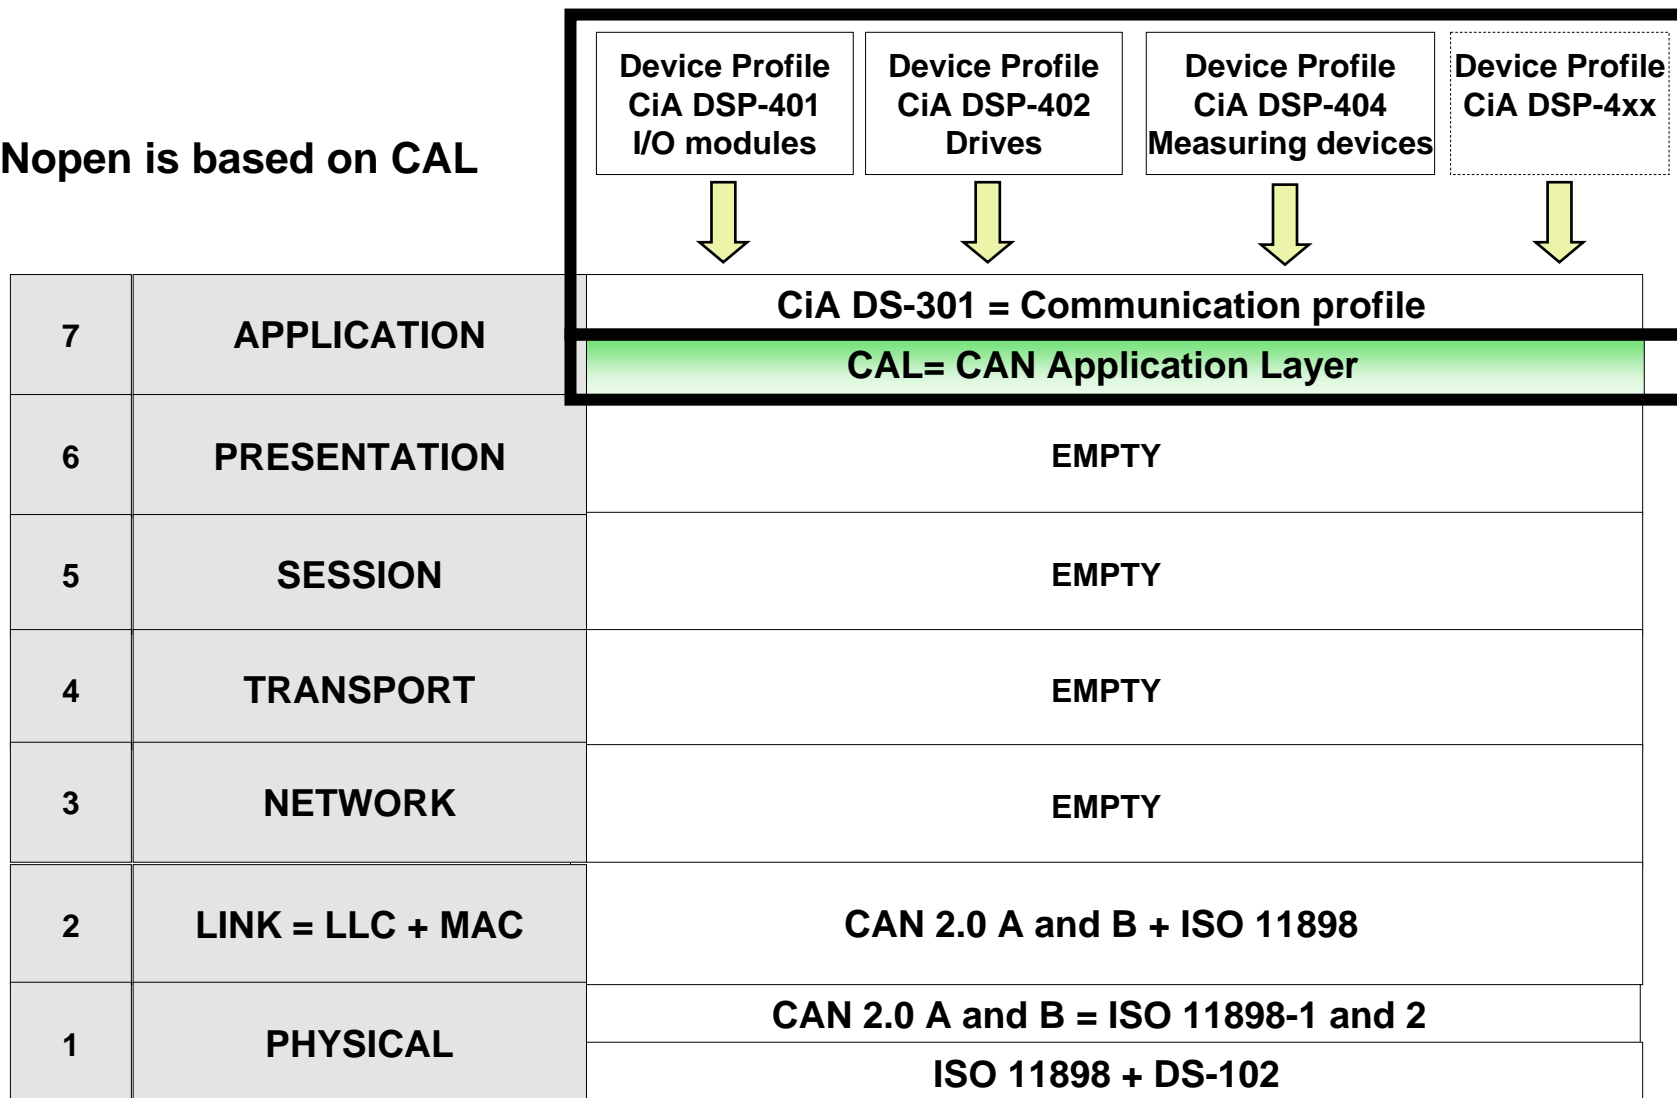 Nopen is based on CAL
Device Profile
CiA DSP-401
I/O modules
Device Profile
CiA DSP-402
Drives
Device Profile
CiA DSP-404
Measuring devices
Device Profile
CiA DSP-4xx
7
APPLICATION
CiA DS-301 = Communication profile
CAL= CAN Application Layer
6
PRESENTATION
EMPTY
5
SESSION
EMPTY
4
TRANSPORT
EMPTY
3
NETWORK
EMPTY
2
LINK = LLC + MAC
CAN 2.0 A and B + ISO 11898
1
PHYSICAL
CAN 2.0 A and B = ISO 11898-1 and 2
ISO 11898 + DS-102